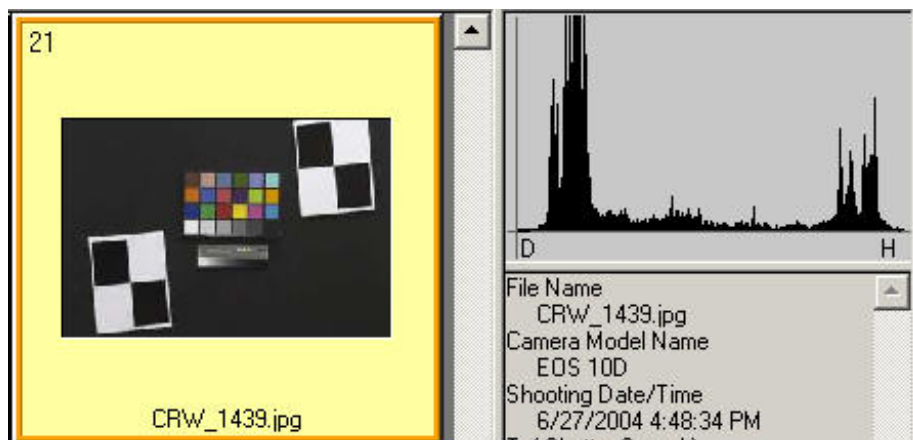 21
CRW_1439.jpg
D H
File Name
CRW_1439.jpg
Camera Model Name
EOS 10D
Shooting Date/Time
6/27/2004 4:48:34 PM